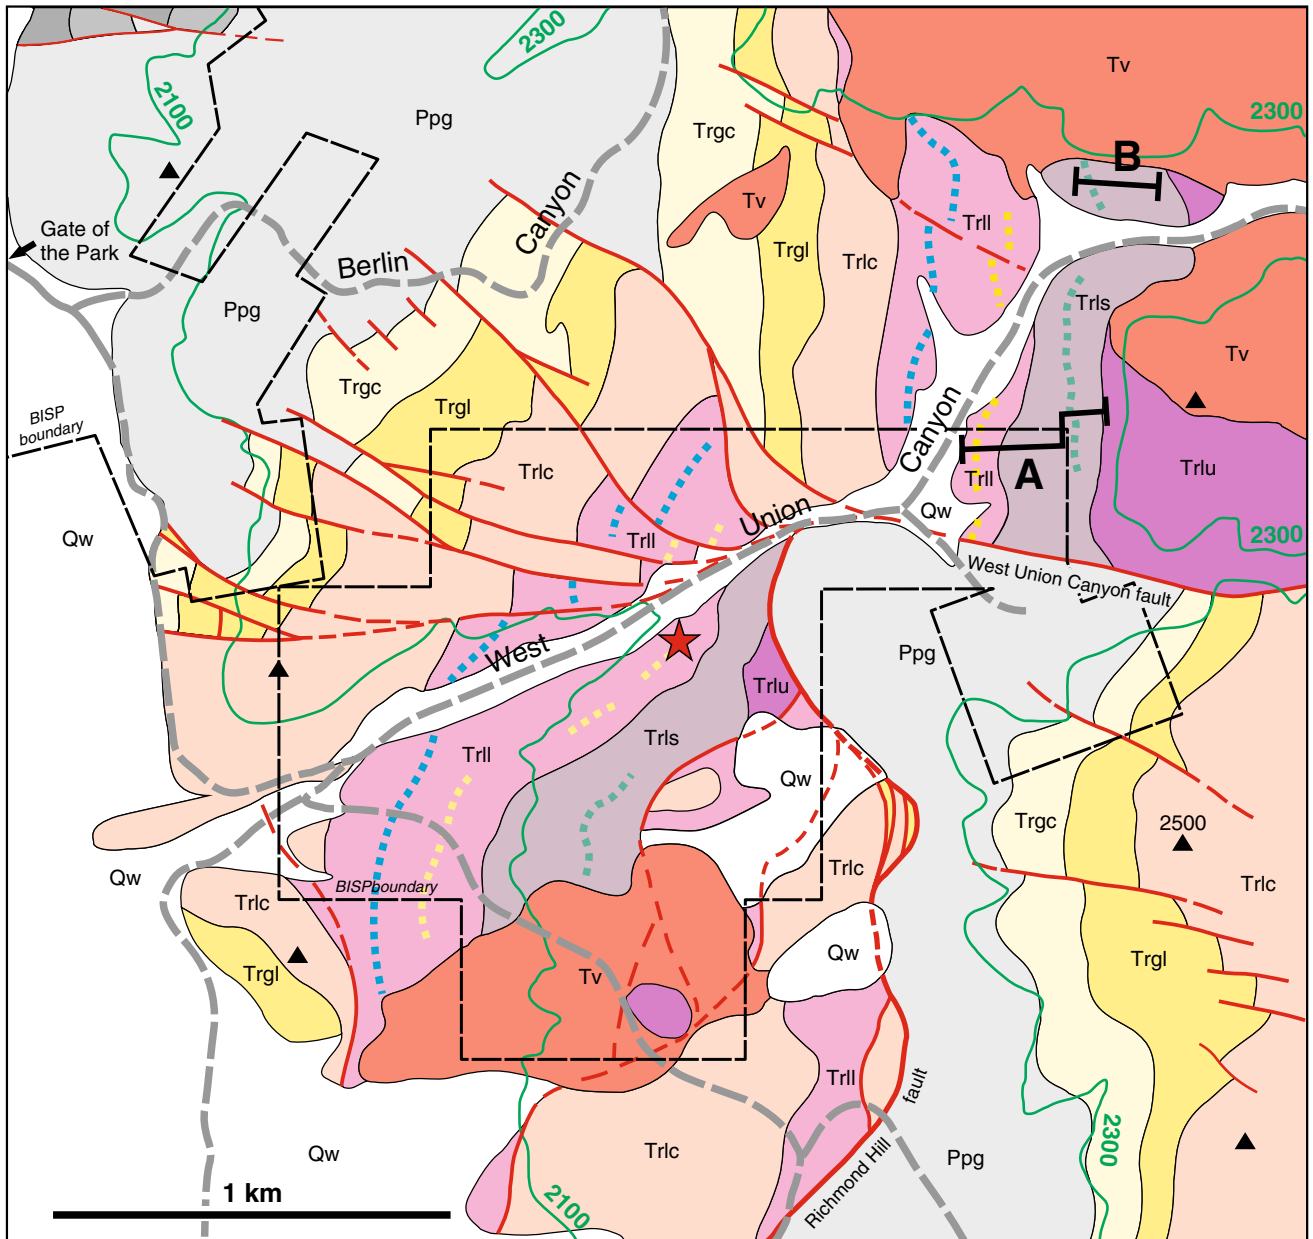 2300
Tv
2100
Ppg
2300
Trgc
B
Canyon
Tv
Trll
Gate of
the Park
Berlin
Trgl
Trlc
Ppg
Trls
Tv
Trgc
Trgl
BISP
boundary
Canyon
Trlc
Trll
A
Trlu
Qw
Union
Qw
Trll
2300
West Union Canyon fault
West
Ppg
Trlu
Trls
Trll
Qw
Trgc
2500
Trlc
Trlc
Qw
BISPboundary
Trlc
Trgl
Tv
Qw
Trgl
Trll
fault
2300
Qw
Trlc
Ppg
Richmond Hill
1 km
2100